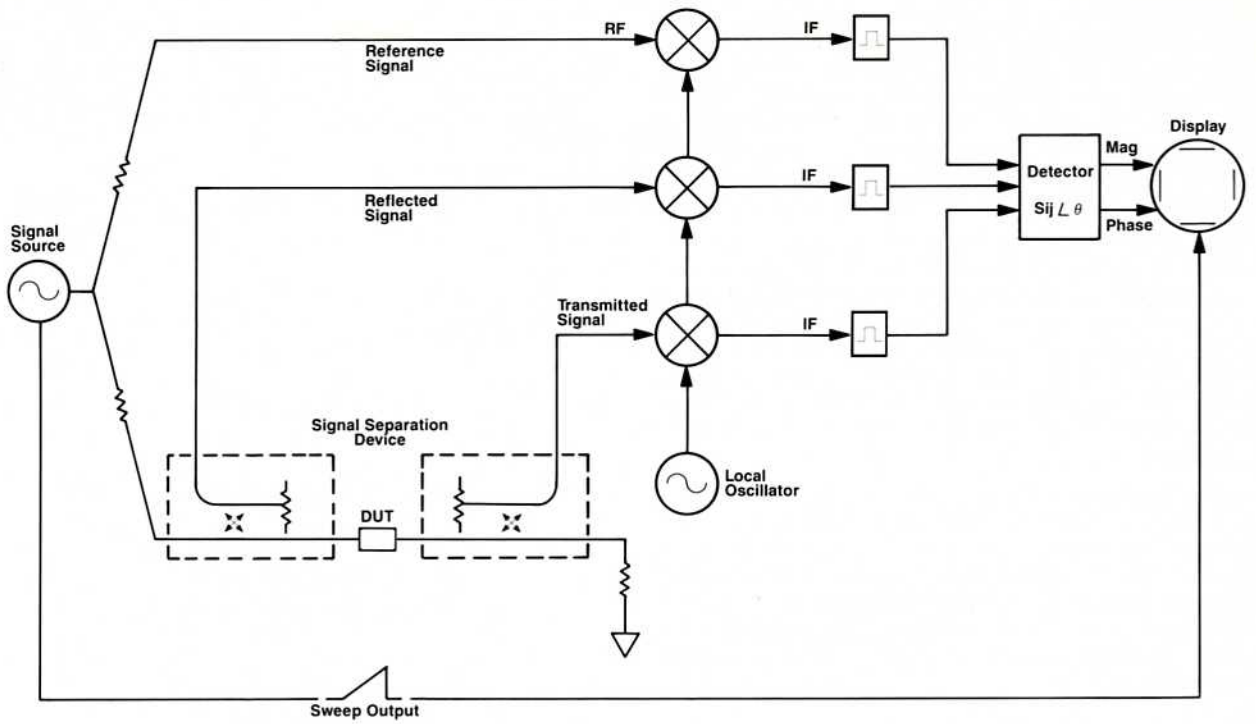 RF
IF
Reference
Signal
Display
Mag
Detector
Reflected
Signal
IF
Sij ∠ θ
Phase
Signal
Source
Transmitted
Signal
IF
Signal Separation
Device
Local
Oscillator
DUT
Sweep Output